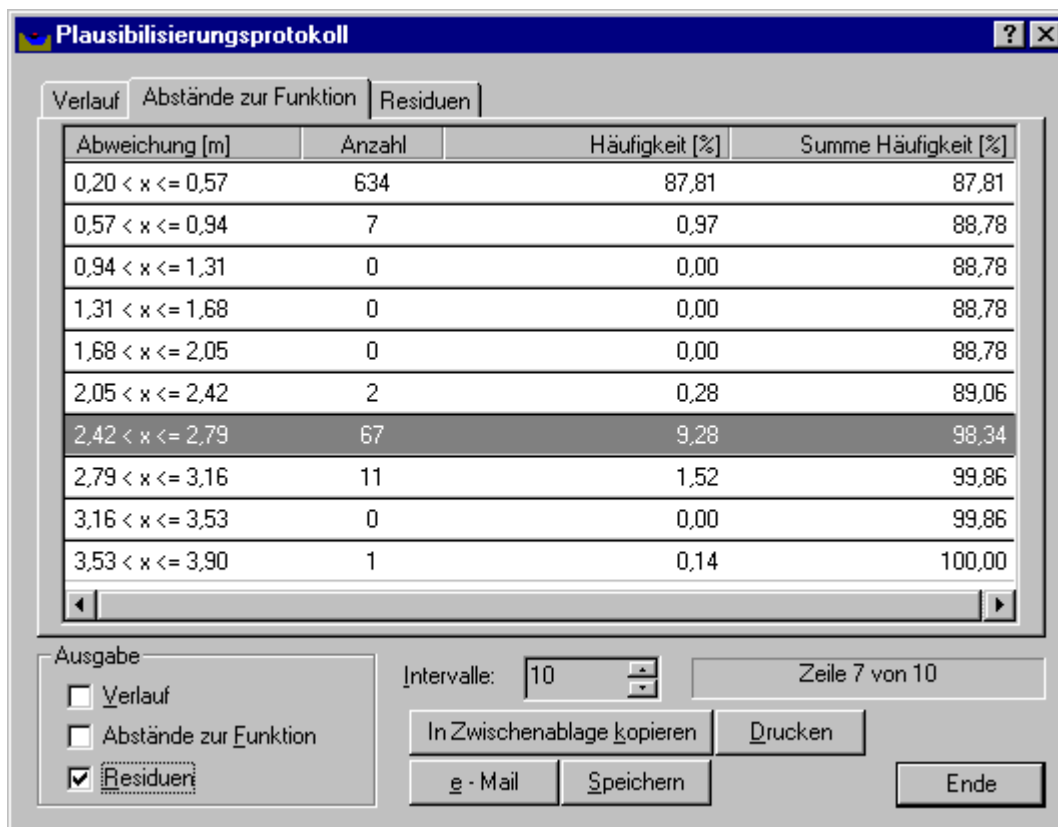 Plausibilisierungsprotokoll
Verlauf Abstände zur Funktion Residuen
Abweichung [m] Anzahl Häufigkeit [%] Summe Häufigkeit [%]
0,20 < x <= 0,57 634 87,81 87,81
0,57 < x <= 0,94 7 0,97 88,78
0,94 < x <= 1,31 0 0,00 88,78
1,31 < x <= 1,68 0 0,00 88,78
1,68 < x <= 2,05 0 0,00 88,78
2,05 < x <= 2,42 2 0,28 89,06
2,42 < x <= 2,79 67 9,28 98,34
2,79 < x <= 3,16 11 1,52 99,86
3,16 < x <= 3,53 0 0,00 99,86
3,53 < x <= 3,90 1 0,14 100,00
Ausgabe
Verlauf
Abstände zur Funktion
Residuen
Intervalle: 10 Zeile 7 von 10
In Zwischenablage kopieren Drucken
e - Mail Speichern Ende